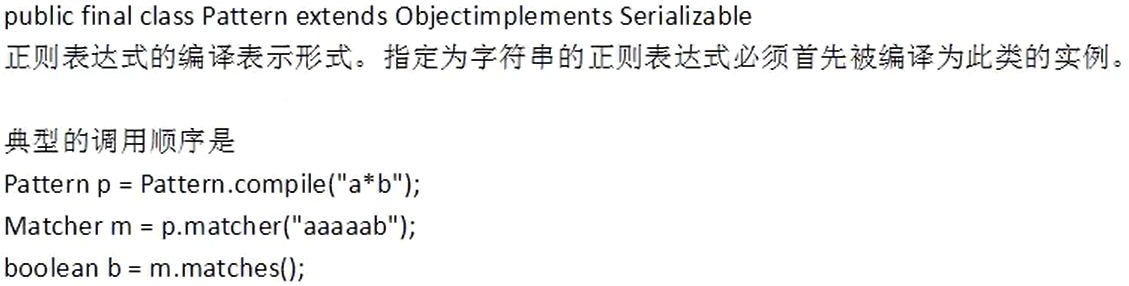 public final class Pattern extends Objectimplements Serializable
正则表达式的编译表示形式。指定为字符串的正则表达式必须首先被编译为此类的实例。
典型的调用顺序是
Pattern p = Pattern.compile("a*b");
Matcher m = p.matcher("aaaaab");
boolean b = m.matches();